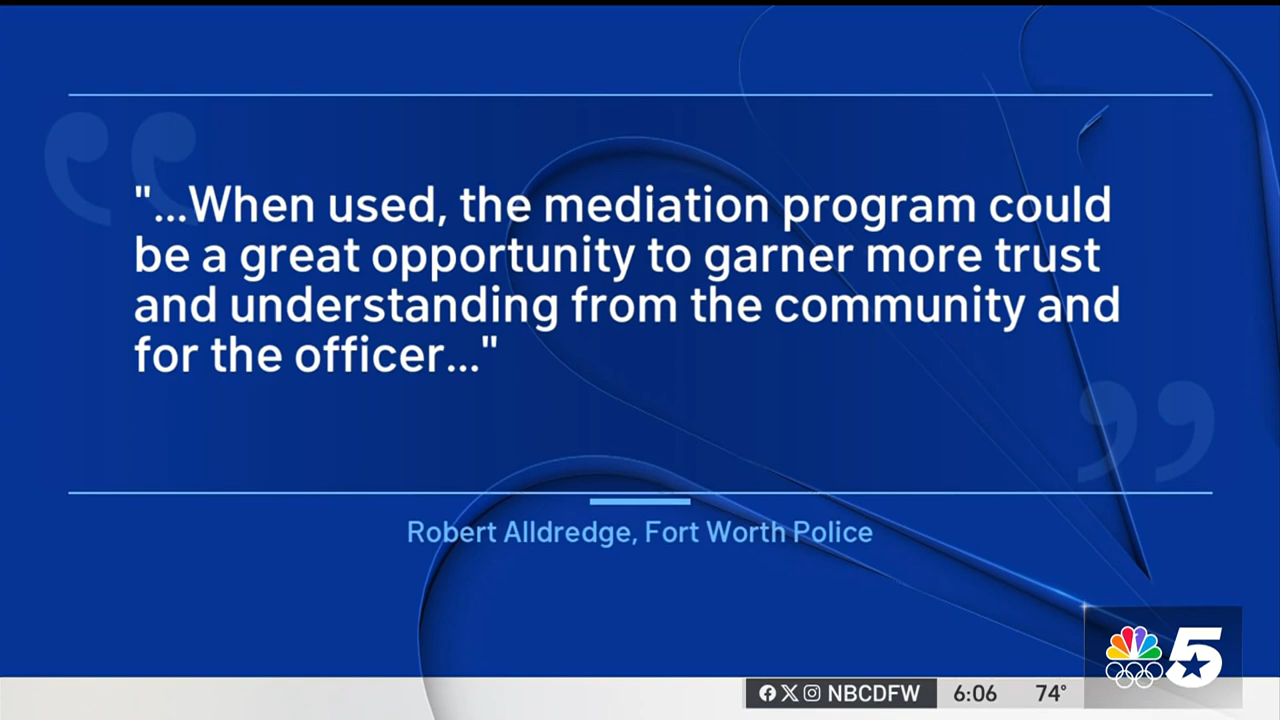 "...When used, the mediation program could
be a great opportunity to garner more trust
and understanding from the community and
for the officer..."
Robert Alldredge, Fort Worth Police
5
NBCDFW 6:06 74°